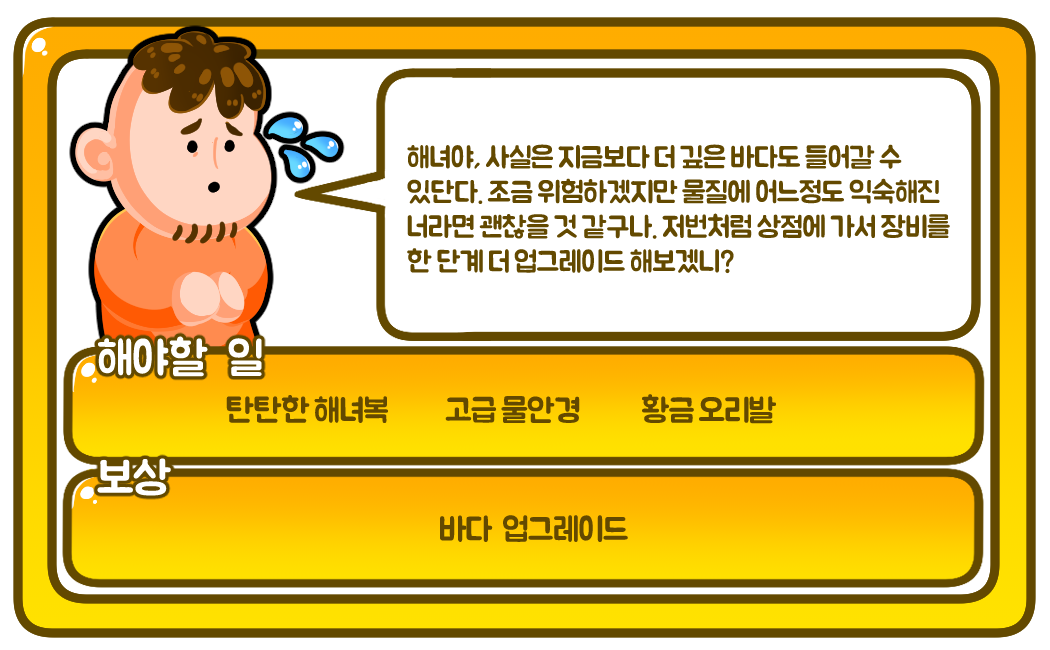 해녀야, 사실은 지금보다 더 깊은 바다도 들어갈 수
있단다. 조금 위험하겠지만 물질에 어느정도 익숙해진
너라면 괜찮을 것 같구나. 저번처럼 상점에 가서 장비를
한 단계 더 업그레이드 해보겠니?
해야할 일
탄탄한 해녀복 고급 물안경 황금 오리발
보상
바다 업그레이드